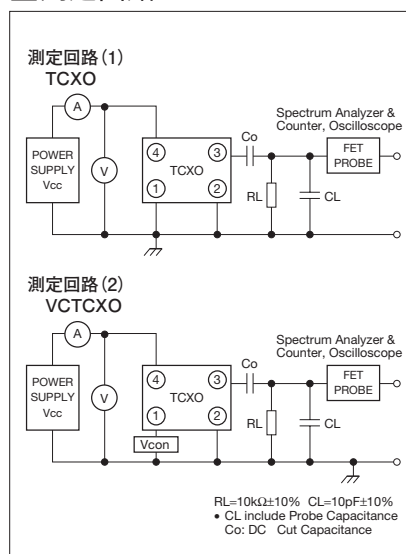 測定回路(1)
TCXO
A
POWER
SUPPLY
Vcc
V
4
3
TCXO
1
2
Co
RL
CL
Spectrum Analyzer &
Counter, Oscilloscope
FET
PROBE
測定回路(2)
VCTCXO
A
POWER
SUPPLY
Vcc
V
4
3
TCXO
1
2
Vcon
Co
RL
CL
Spectrum Analyzer &
Counter, Oscilloscope
FET
PROBE
RL=10kΩ±10% CL=10pF±10%
• CL include Probe Capacitance
Co: DC Cut Capacitance